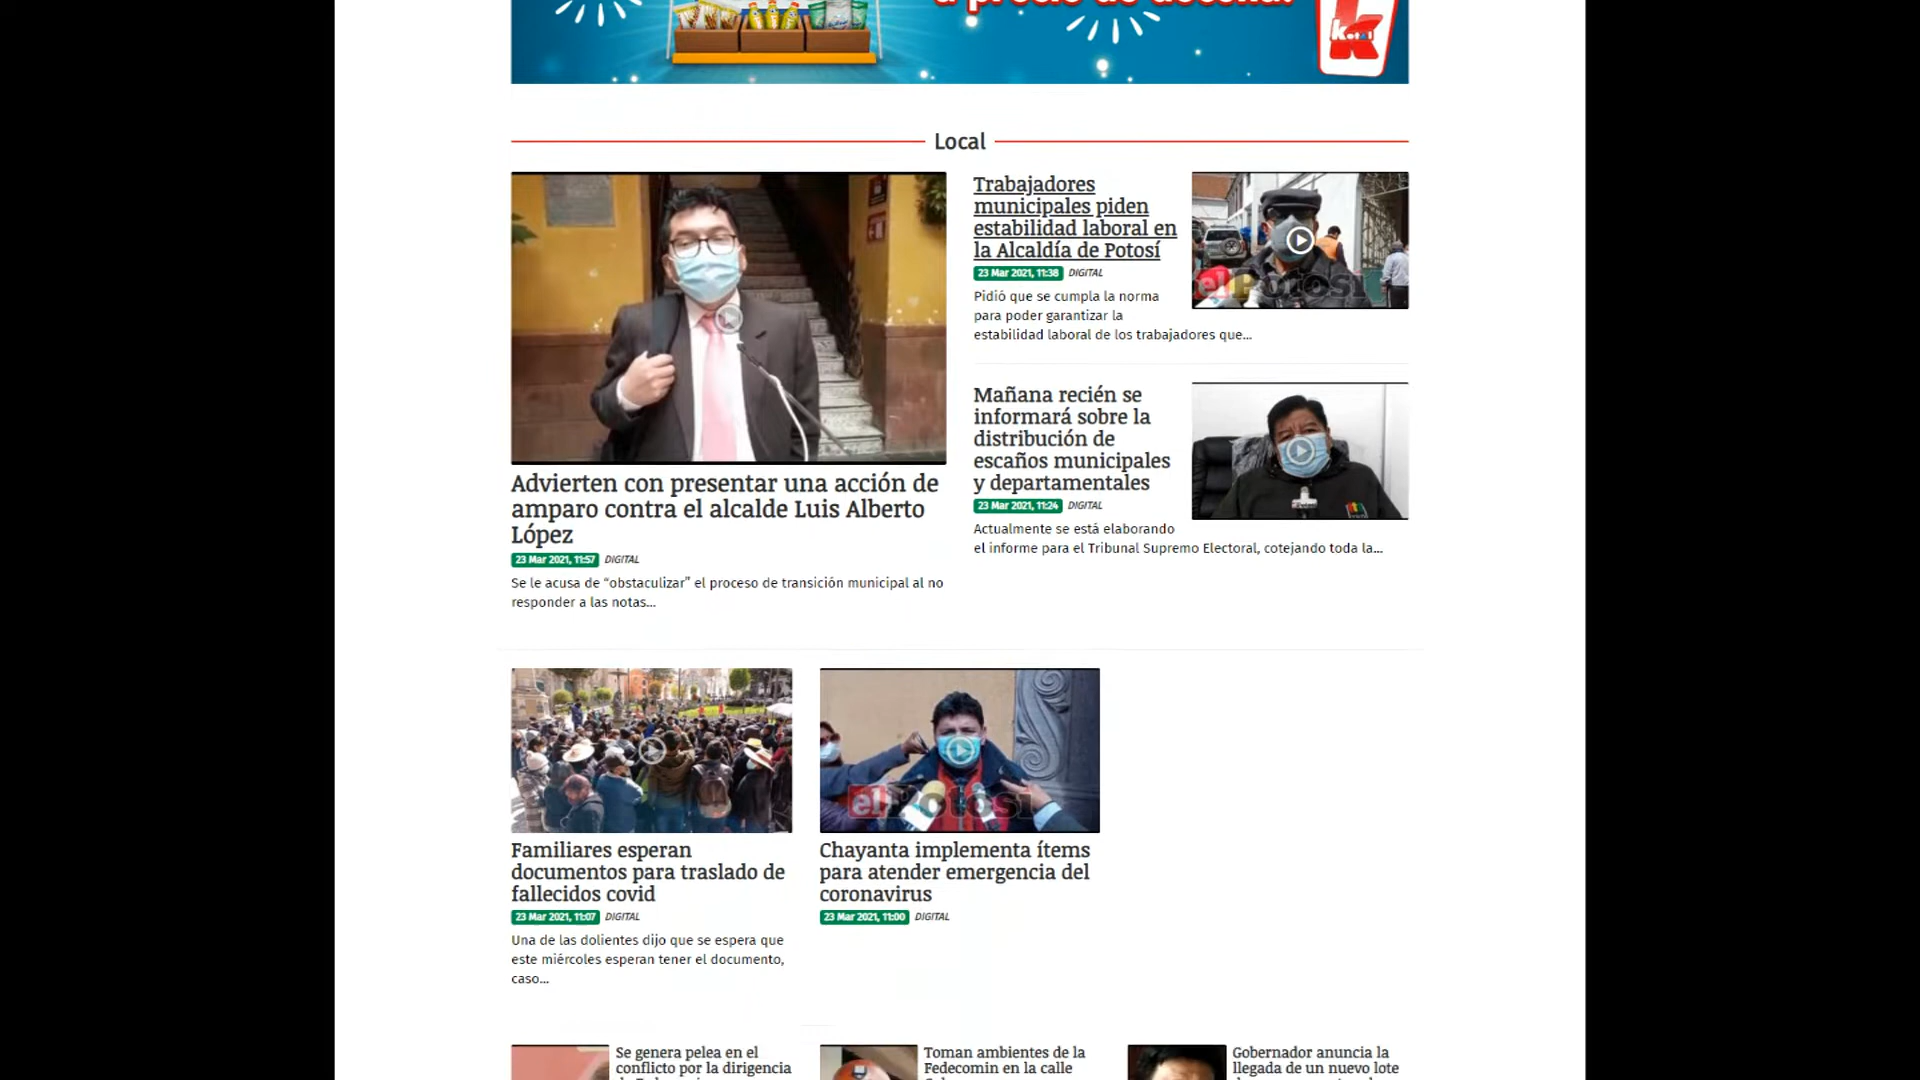 a precio de docena!
Local
Trabajadores
municipales piden
estabilidad laboral en
la Alcaldía de Potosí
23 Mar 2021, 11:38 DIGITAL
Pidió que se cumpla la norma
para poder garantizar la
estabilidad laboral de los trabajadores que...
el Potosí
Mañana recién se
informará sobre la
distribución de
escaños municipales
y departamentales
23 Mar 2021, 11:24 DIGITAL
Actualmente se está elaborando
el informe para el Tribunal Supremo Electoral, cotejando toda la...
Advierten con presentar una acción de
amparo contra el alcalde Luis Alberto
López
23 Mar 2021, 11:57 DIGITAL
Se le acusa de “obstaculizar” el proceso de transición municipal al no
responder a las notas...
el Potosí
Familiares esperan
documentos para traslado de
fallecidos covid
23 Mar 2021, 11:07 DIGITAL
Una de las dolientes dijo que se espera que
este miércoles esperan tener el documento,
caso...
Chayanta implementa ítems
para atender emergencia del
coronavirus
23 Mar 2021, 11:00 DIGITAL
Se genera pelea en el
conflicto por la dirigencia
Toman ambientes de la
Fedecomin en la calle
Gobernador anuncia la
llegada de un nuevo lote